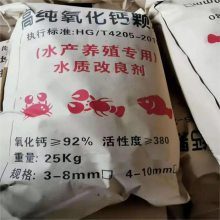 纯氧化钙颗
执行标准:HG/T4205-201
(水产养殖专用)
水质改良剂
氧化钙≥92% 活性度≥380
重量:25Kg
规格:3-8mm□ 4-10mm□